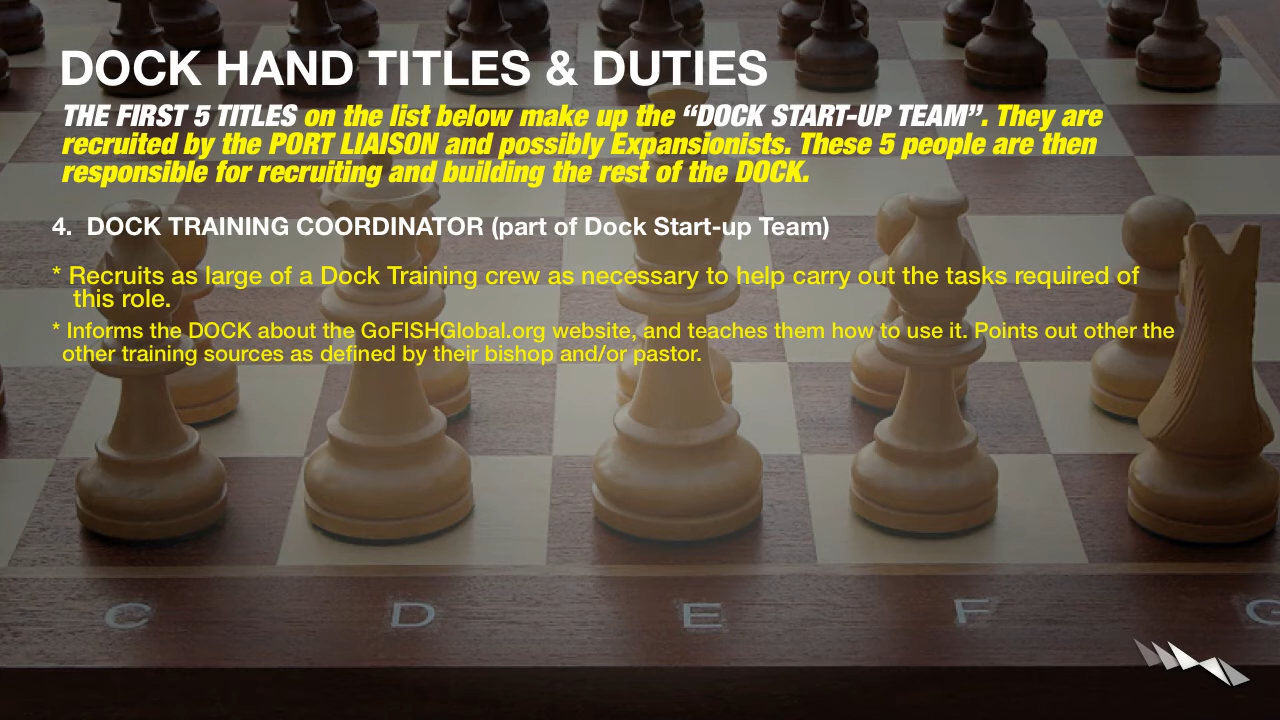 DOCK HAND TITLES & DUTIES
THE FIRST 5 TITLES on the list below make up the “DOCK START-UP TEAM”. They are
recruited by the PORT LIAISON and possibly Expansionists. These 5 people are then
responsible for recruiting and building the rest of the DOCK.
4. DOCK TRAINING COORDINATOR (part of Dock Start-up Team)
* Recruits as large of a Dock Training crew as necessary to help carry out the tasks required of
this role.
* Informs the DOCK about the GoFISHGlobal.org website, and teaches them how to use it. Points out other the
other training sources as defined by their bishop and/or pastor.
C D E F G